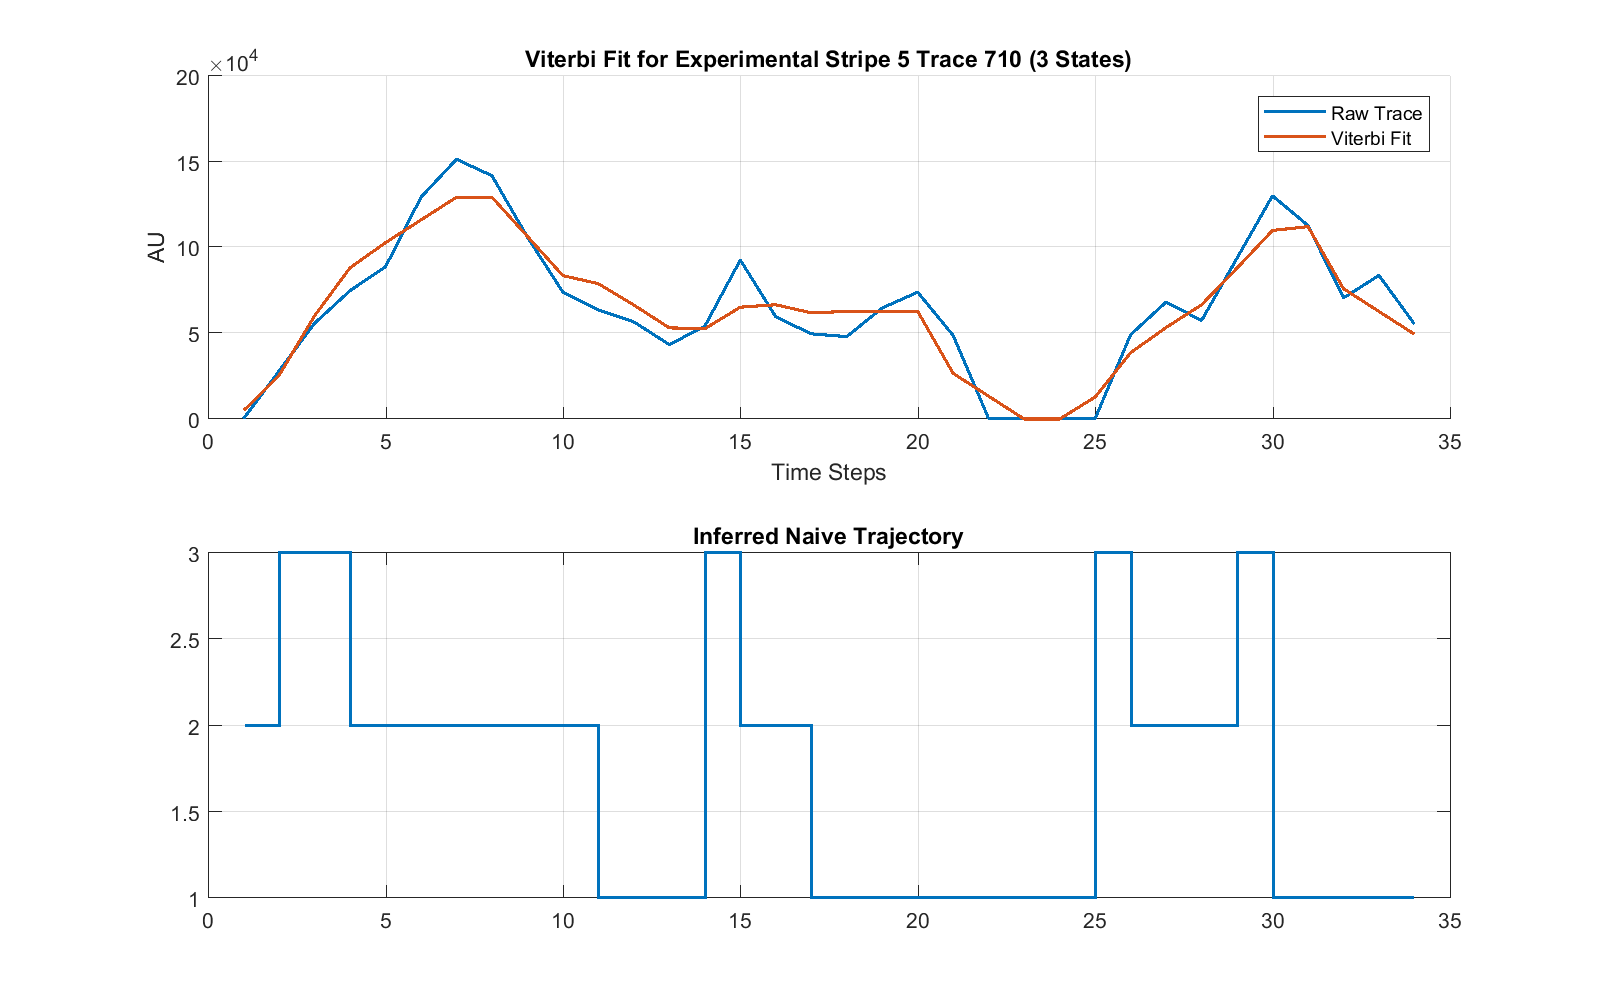 Viterbi Fit for Experimental Stripe 5 Trace 710 (3 States)
×10^4
20
15
10
5
0
AU
Raw Trace
Viterbi Fit
0 5 10 15 20 25 30 35
Time Steps
Inferred Naive Trajectory
3
2.5
2
1.5
1
0 5 10 15 20 25 30 35